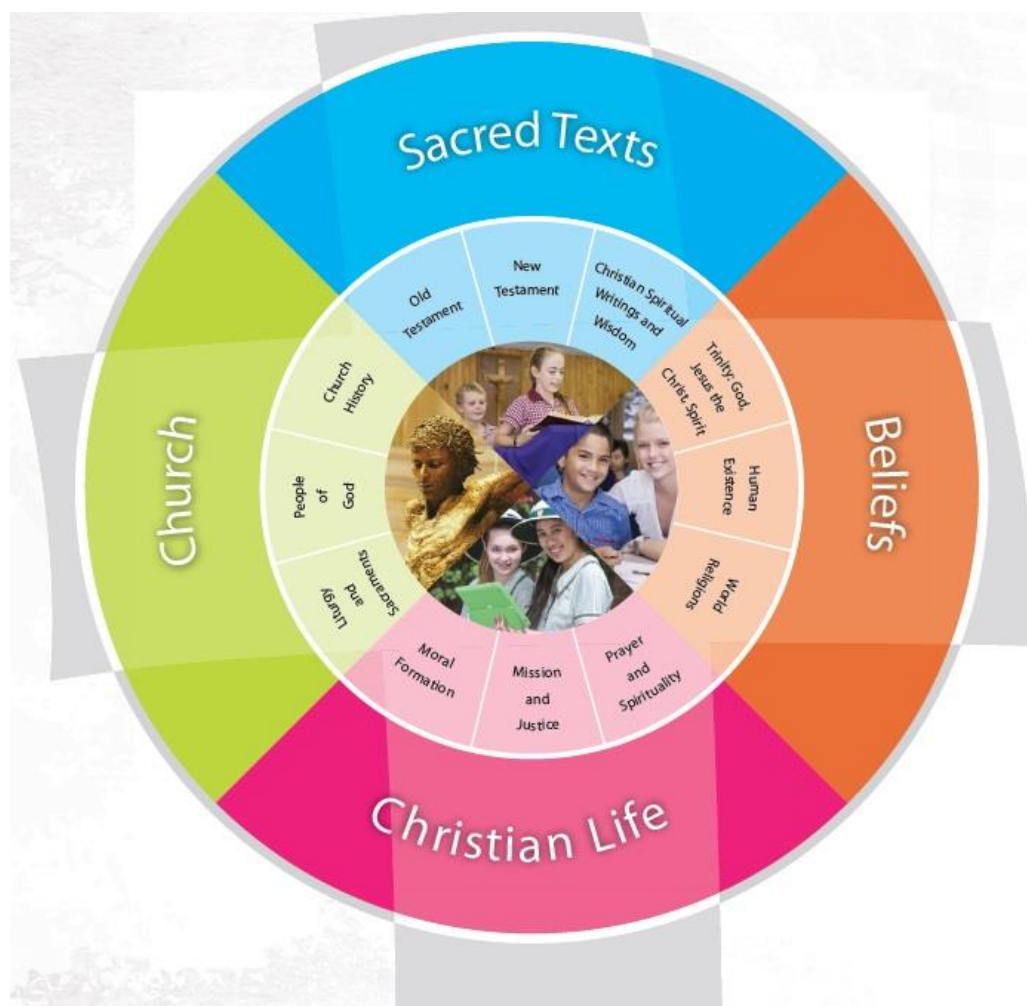 Sacred Texts
Old
Testament
New
Testament
Christian Spiritual
Writings and
Wisdom
Beliefs
Trinity: God,
Jesus the
Christ, Spirit
Human
Existence
World
Religions
Christian Life
Prayer
and
Spirituality
Mission
and
Justice
Moral
Formation
Church
Liturgy
and
Sacraments
People
of
God
Church
History